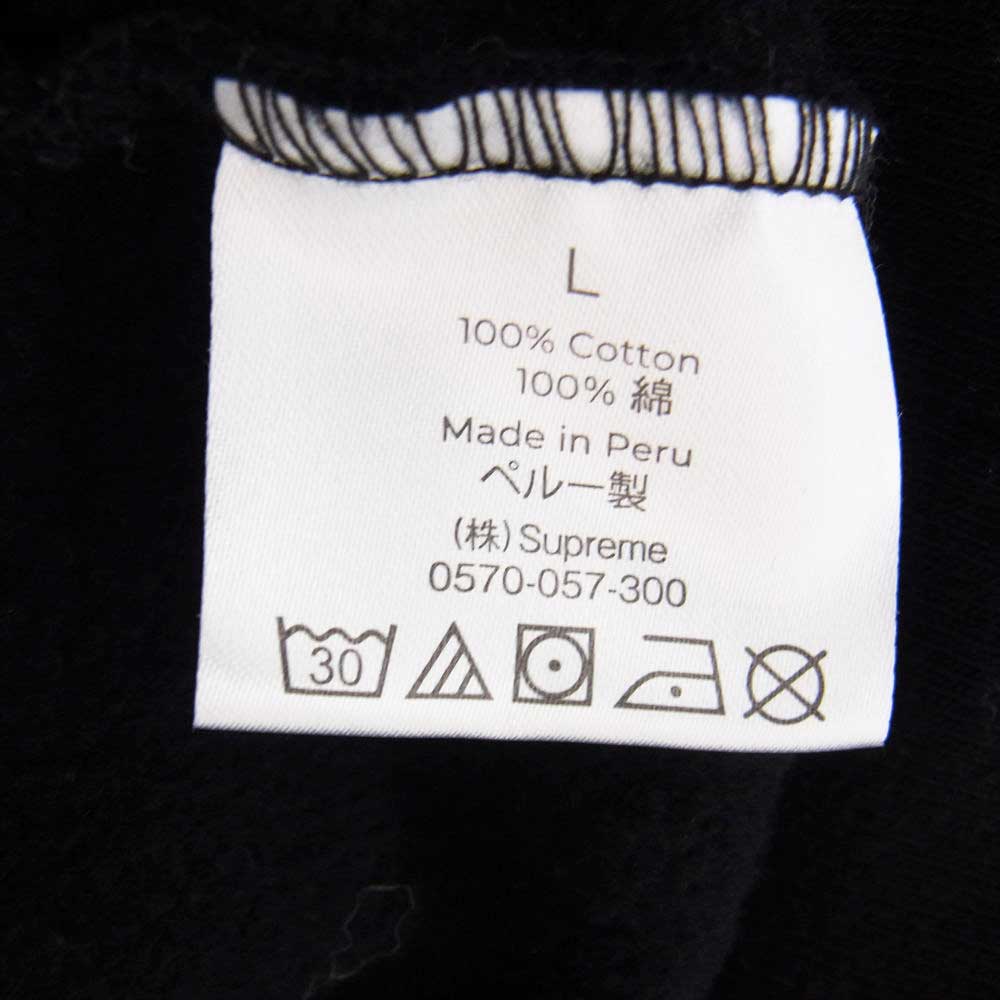 L
100% Cotton
100% 綿
Made in Peru
ペルー製
(株) Supreme
0570-057-300
30